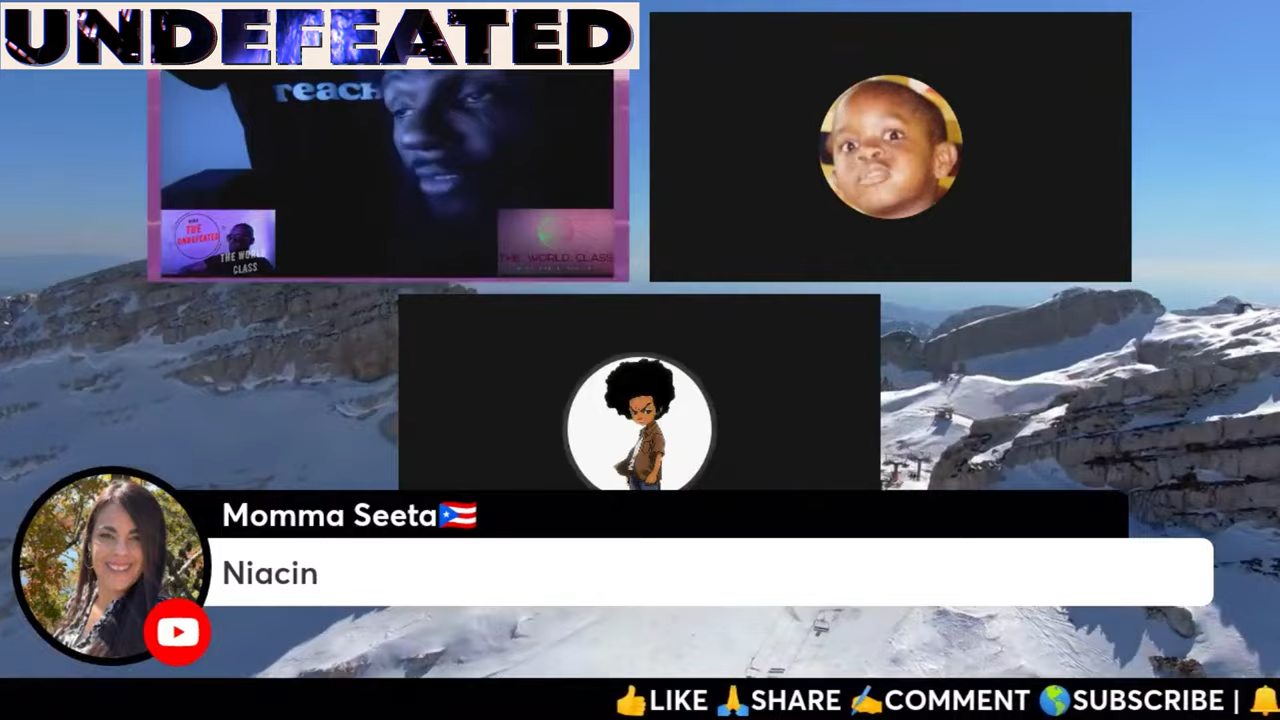 UNDEFEATED
reach
THE
UNDEFEATED
THE WORLD
CLASS
THE WORLD CLASS
Momma Seeta🇵🇷
Niacin
👍LIKE 🙏SHARE ✍️COMMENT 🌎SUBSCRIBE | 🔔